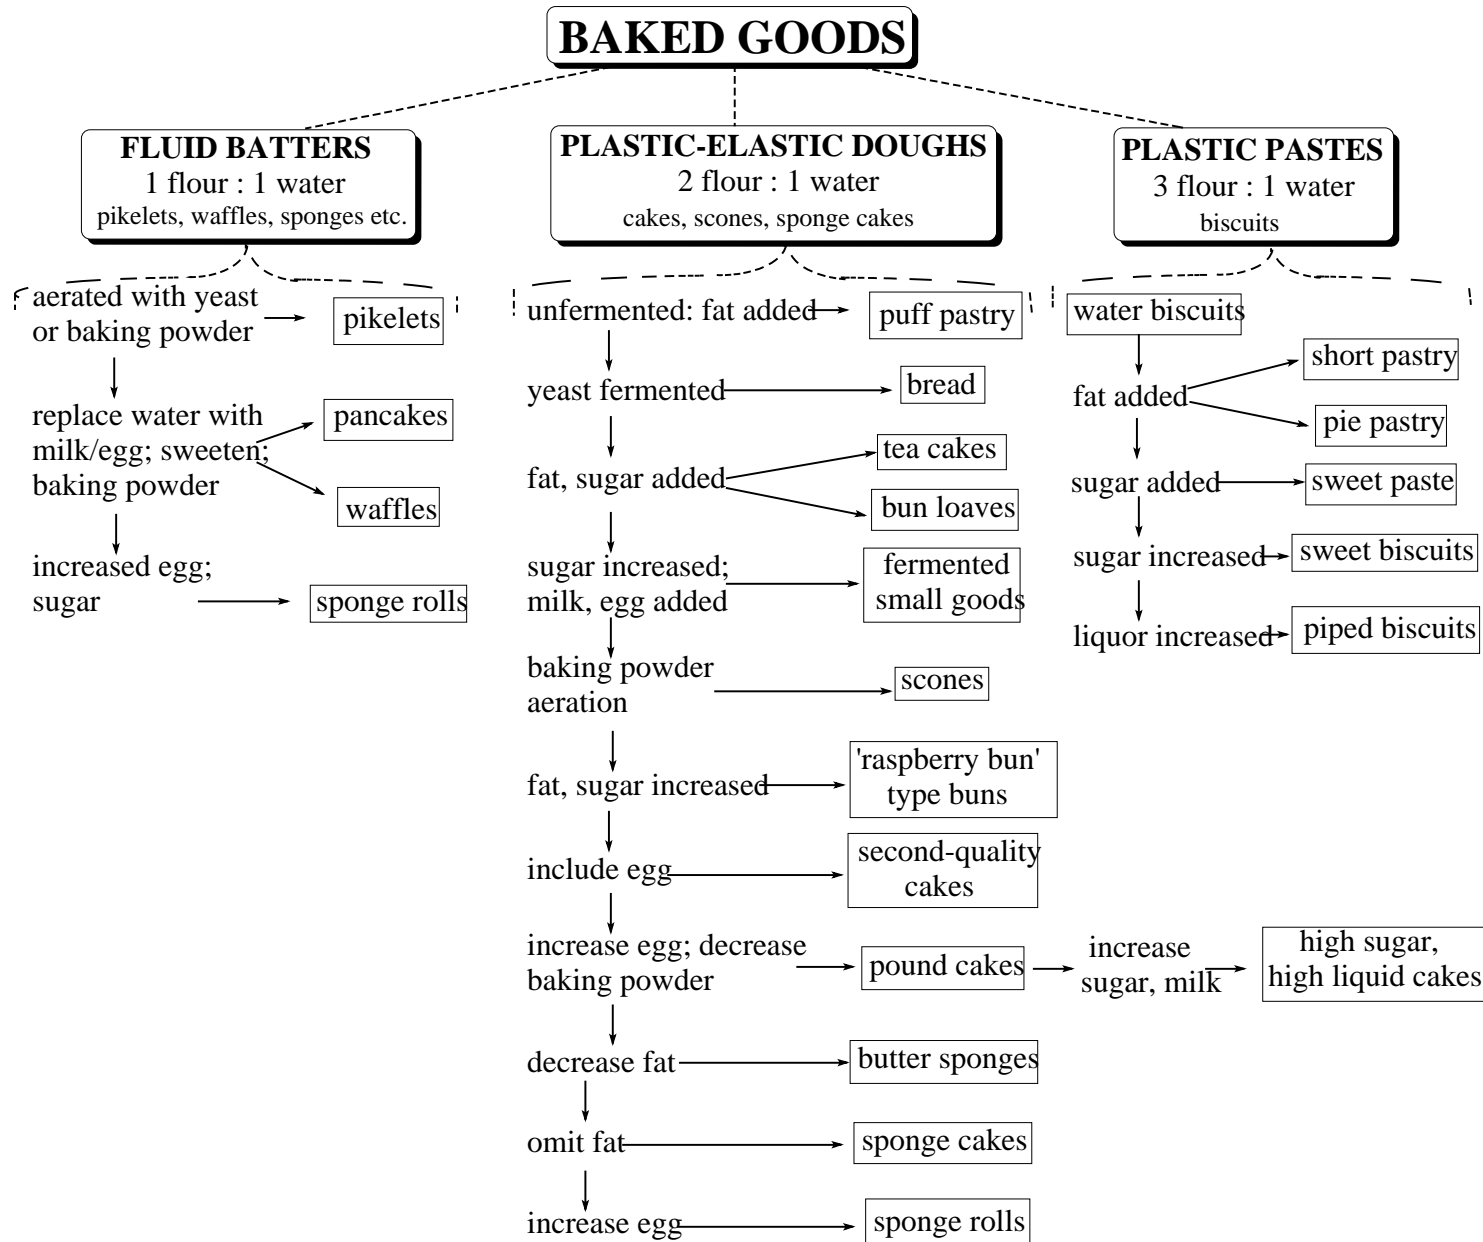 BAKED GOODS
FLUID BATTERS
1 flour : 1 water
pikelets, waffles, sponges etc.
aerated with yeast
or baking powder
pikelets
replace water with
milk/egg; sweeten;
baking powder
pancakes
waffles
increased egg;
sugar
sponge rolls
PLASTIC-ELASTIC DOUGHS
2 flour : 1 water
cakes, scones, sponge cakes
unfermented: fat added
puff pastry
yeast fermented
bread
fat, sugar added
tea cakes
bun loaves
sugar increased;
milk, egg added
fermented
small goods
baking powder
aeration
scones
fat, sugar increased
'raspberry bun'
type buns
include egg
second-quality
cakes
increase egg; decrease
baking powder
pound cakes
increase
sugar, milk
high sugar,
high liquid cakes
decrease fat
butter sponges
omit fat
sponge cakes
increase egg
sponge rolls
PLASTIC PASTES
3 flour : 1 water
biscuits
water biscuits
fat added
short pastry
pie pastry
sugar added
sweet paste
sugar increased
sweet biscuits
liquor increased
piped biscuits